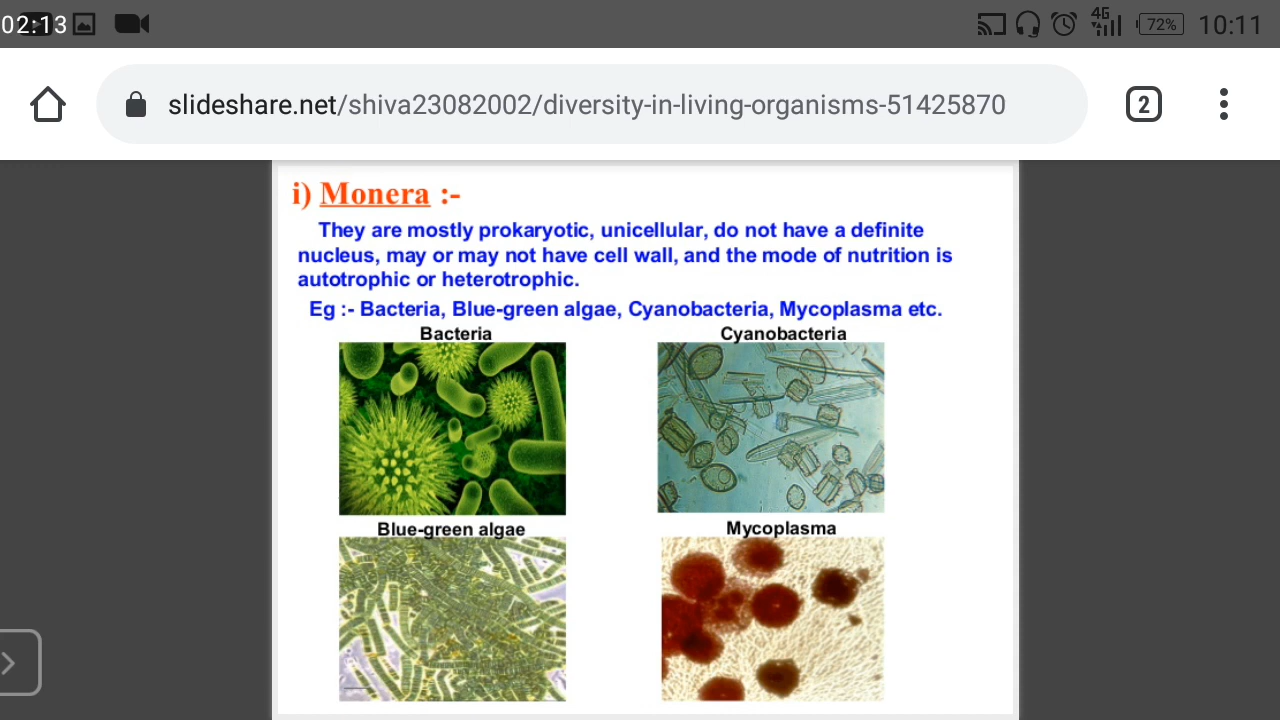 02:13
4G
72%
10:11
slideshare.net/shiva23082002/diversity-in-living-organisms-51425870
2
i) Monera :-
They are mostly prokaryotic, unicellular, do not have a definite
nucleus, may or may not have cell wall, and the mode of nutrition is
autotrophic or heterotrophic.
Eg :- Bacteria, Blue-green algae, Cyanobacteria, Mycoplasma etc.
Bacteria
Cyanobacteria
Blue-green algae
Mycoplasma